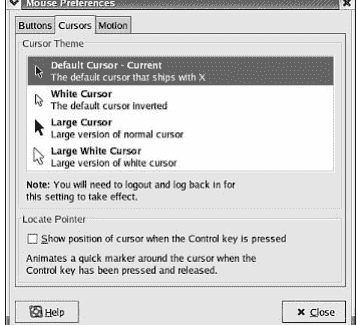 Mouse Preferences
Buttons Cursors Motion
Cursor Theme
Default Cursor - Current
The default cursor that ships with X
White Cursor
The default cursor inverted
Large Cursor
Large version of normal cursor
Large White Cursor
Large version of white cursor
Note: You will need to logout and log back in for
this setting to take effect.
Locate Pointer
Show position of cursor when the Control key is pressed
Animates a quick marker around the cursor when the
Control key has been pressed and released.
Help Close